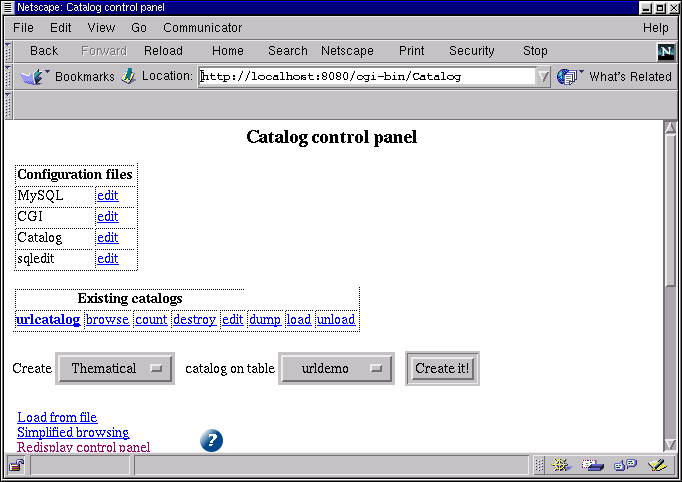 Netscape: Catalog control panel
File Edit View Go Communicator Help
Back Forward Reload Home Search Netscape Print Security Stop
N
Bookmarks Location: http://localhost:8080/cgi-bin/Catalog What's Related
Catalog control panel
Configuration files
MySQL edit
CGI edit
Catalog edit
sqledit edit
Existing catalogs
urlcatalog browse count destroy edit dump load unload
Create Thematical catalog on table urldemo Create it!
Load from file
Simplified browsing
Redisplay control panel
?